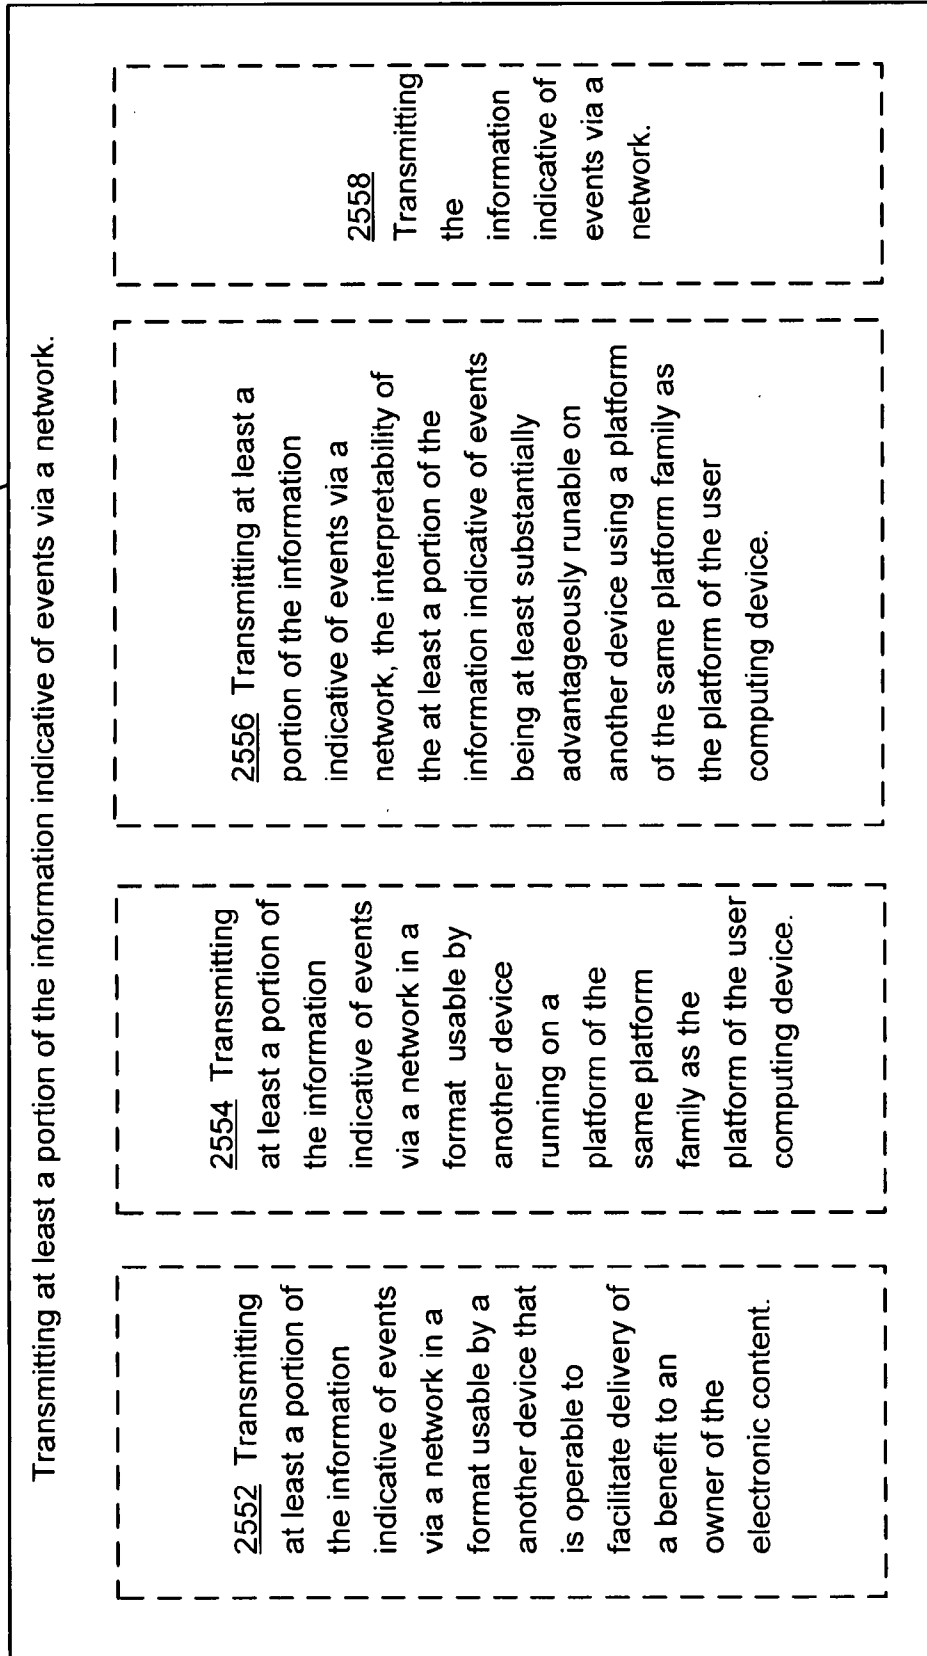 Transmitting at least a portion of the information indicative of events via a network.
2552 Transmitting
at least a portion of
the information
indicative of events
via a network in a
format usable by a
another device that
is operable to
facilitate delivery of
a benefit to an
owner of the
electronic content.
2554 Transmitting
at least a portion of
the information
indicative of events
via a network in a
format usable by
another device
running on a
platform of the
same platform
family as the
platform of the user
computing device.
2556 Transmitting at least a
portion of the information
indicative of events via a
network, the interpretability of
the at least a portion of the
information indicative of events
being at least substantially
advantageously runable on
another device using a platform
of the same platform family as
the platform of the user
computing device.
2558
Transmitting
the
information
indicative of
events via a
network.